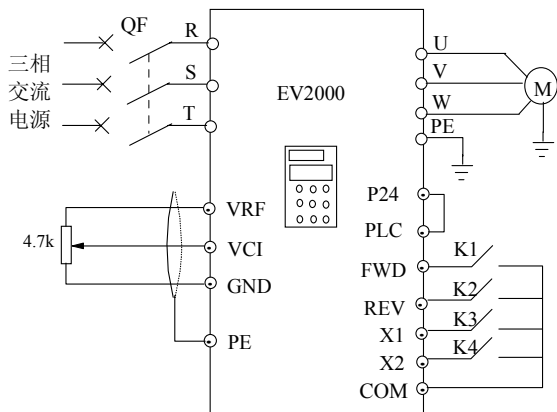 QF
三相
交流
电源
R
S
T
EV2000
U
V
W
PE
M
VRF
VCI
GND
PE
4.7k
P24
PLC
FWD
REV
X1
X2
COM
K1
K2
K3
K4